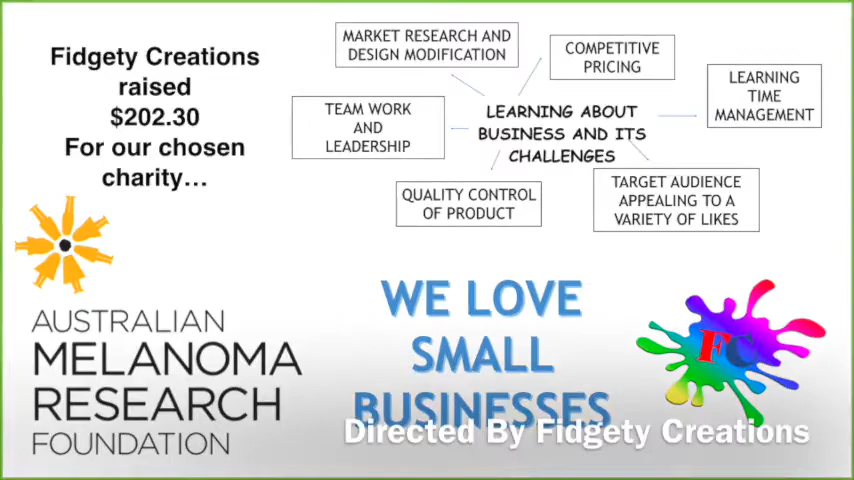 Fidgety Creations
raised
$202.30
For our chosen
charity...
MARKET RESEARCH AND
DESIGN MODIFICATION
COMPETITIVE
PRICING
LEARNING
TIME
MANAGEMENT
TEAM WORK
AND
LEADERSHIP
LEARNING ABOUT
BUSINESS AND ITS
CHALLENGES
QUALITY CONTROL
OF PRODUCT
TARGET AUDIENCE
APPEALING TO A
VARIETY OF LIKES
AUSTRALIAN
MELANOMA
RESEARCH
FOUNDATION
WE LOVE
SMALL
BUSINESSES
FC
Directed By Fidgety Creations